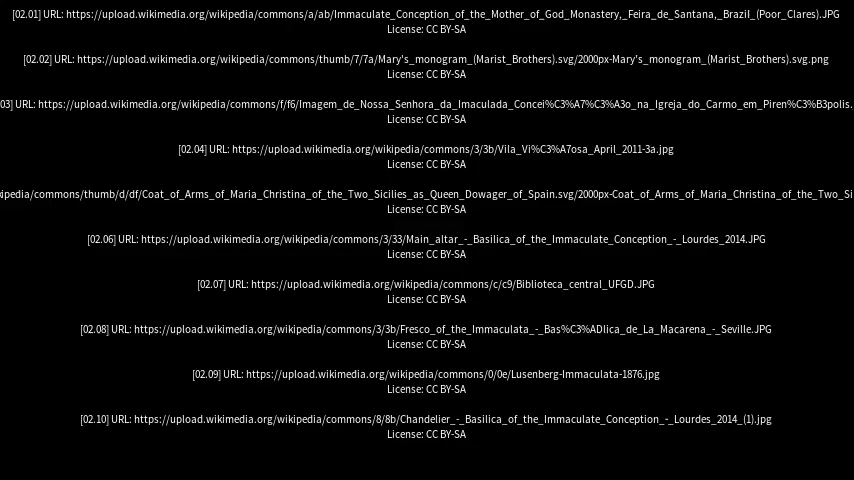 [02.01] URL: https://upload.wikimedia.org/wikipedia/commons/a/ab/Immaculate_Conception_of_the_Mother_of_God_Monastery,_Feira_de_Santana,_Brazil_(Poor_Clares).JPG
License: CC BY-SA
[02.02] URL: https://upload.wikimedia.org/wikipedia/commons/thumb/7/7a/Mary's_monogram_(Marist_Brothers).svg/2000px-Mary's_monogram_(Marist_Brothers).svg.png
License: CC BY-SA
03] URL: https://upload.wikimedia.org/wikipedia/commons/f/f6/Imagem_de_Nossa_Senhora_da_Imaculada_Concei%C3%A7%C3%A3o_na_Igreja_do_Carmo_em_Piren%C3%B3polis.
License: CC BY-SA
[02.04] URL: https://upload.wikimedia.org/wikipedia/commons/3/3b/Vila_Vi%C3%A7osa_April_2011-3a.jpg
License: CC BY-SA
ipedia/commons/thumb/d/df/Coat_of_Arms_of_Maria_Christina_of_the_Two_Sicilies_as_Queen_Dowager_of_Spain.svg/2000px-Coat_of_Arms_of_Maria_Christina_of_the_Two_Si
License: CC BY-SA
[02.06] URL: https://upload.wikimedia.org/wikipedia/commons/3/33/Main_altar_-_Basilica_of_the_Immaculate_Conception_-_Lourdes_2014.JPG
License: CC BY-SA
[02.07] URL: https://upload.wikimedia.org/wikipedia/commons/c/c9/Biblioteca_central_UFGD.JPG
License: CC BY-SA
[02.08] URL: https://upload.wikimedia.org/wikipedia/commons/3/3b/Fresco_of_the_Immaculata_-_Bas%C3%ADlica_de_La_Macarena_-_Seville.JPG
License: CC BY-SA
[02.09] URL: https://upload.wikimedia.org/wikipedia/commons/0/0e/Lusenberg-Immaculata-1876.jpg
License: CC BY-SA
[02.10] URL: https://upload.wikimedia.org/wikipedia/commons/8/8b/Chandelier_-_Basilica_of_the_Immaculate_Conception_-_Lourdes_2014_(1).jpg
License: CC BY-SA